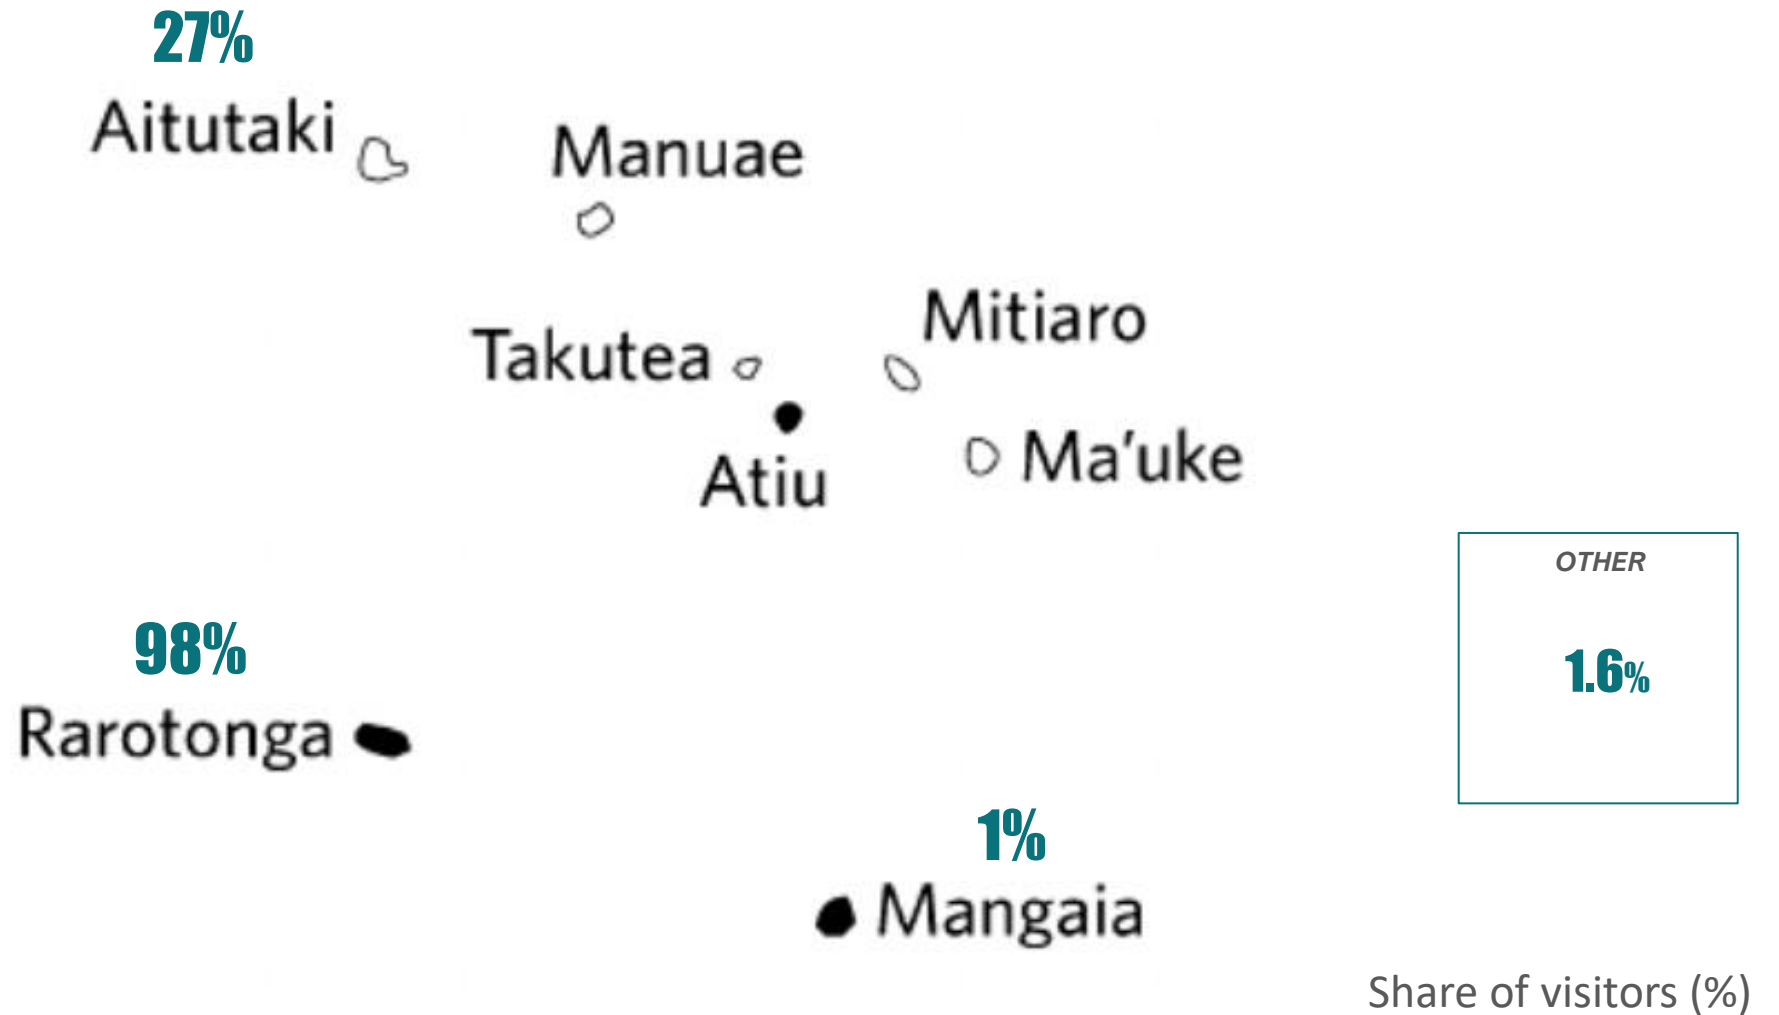 27%
Aitutaki
Manuae
Mitiaro
Takutea
Ma'uke
Atiu
OTHER
1.6%
98%
Rarotonga
1%
Mangaia
Share of visitors (%)